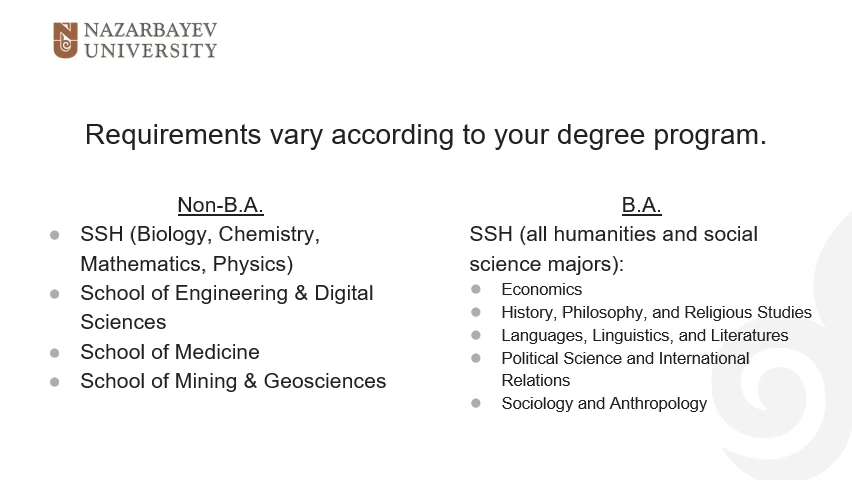 NAZARBAYEV
UNIVERSITY
Requirements vary according to your degree program.
Non-B.A.
● SSH (Biology, Chemistry,
Mathematics, Physics)
● School of Engineering & Digital
Sciences
● School of Medicine
● School of Mining & Geosciences
B.A.
SSH (all humanities and social
science majors):
● Economics
● History, Philosophy, and Religious Studies
● Languages, Linguistics, and Literatures
● Political Science and International
Relations
● Sociology and Anthropology